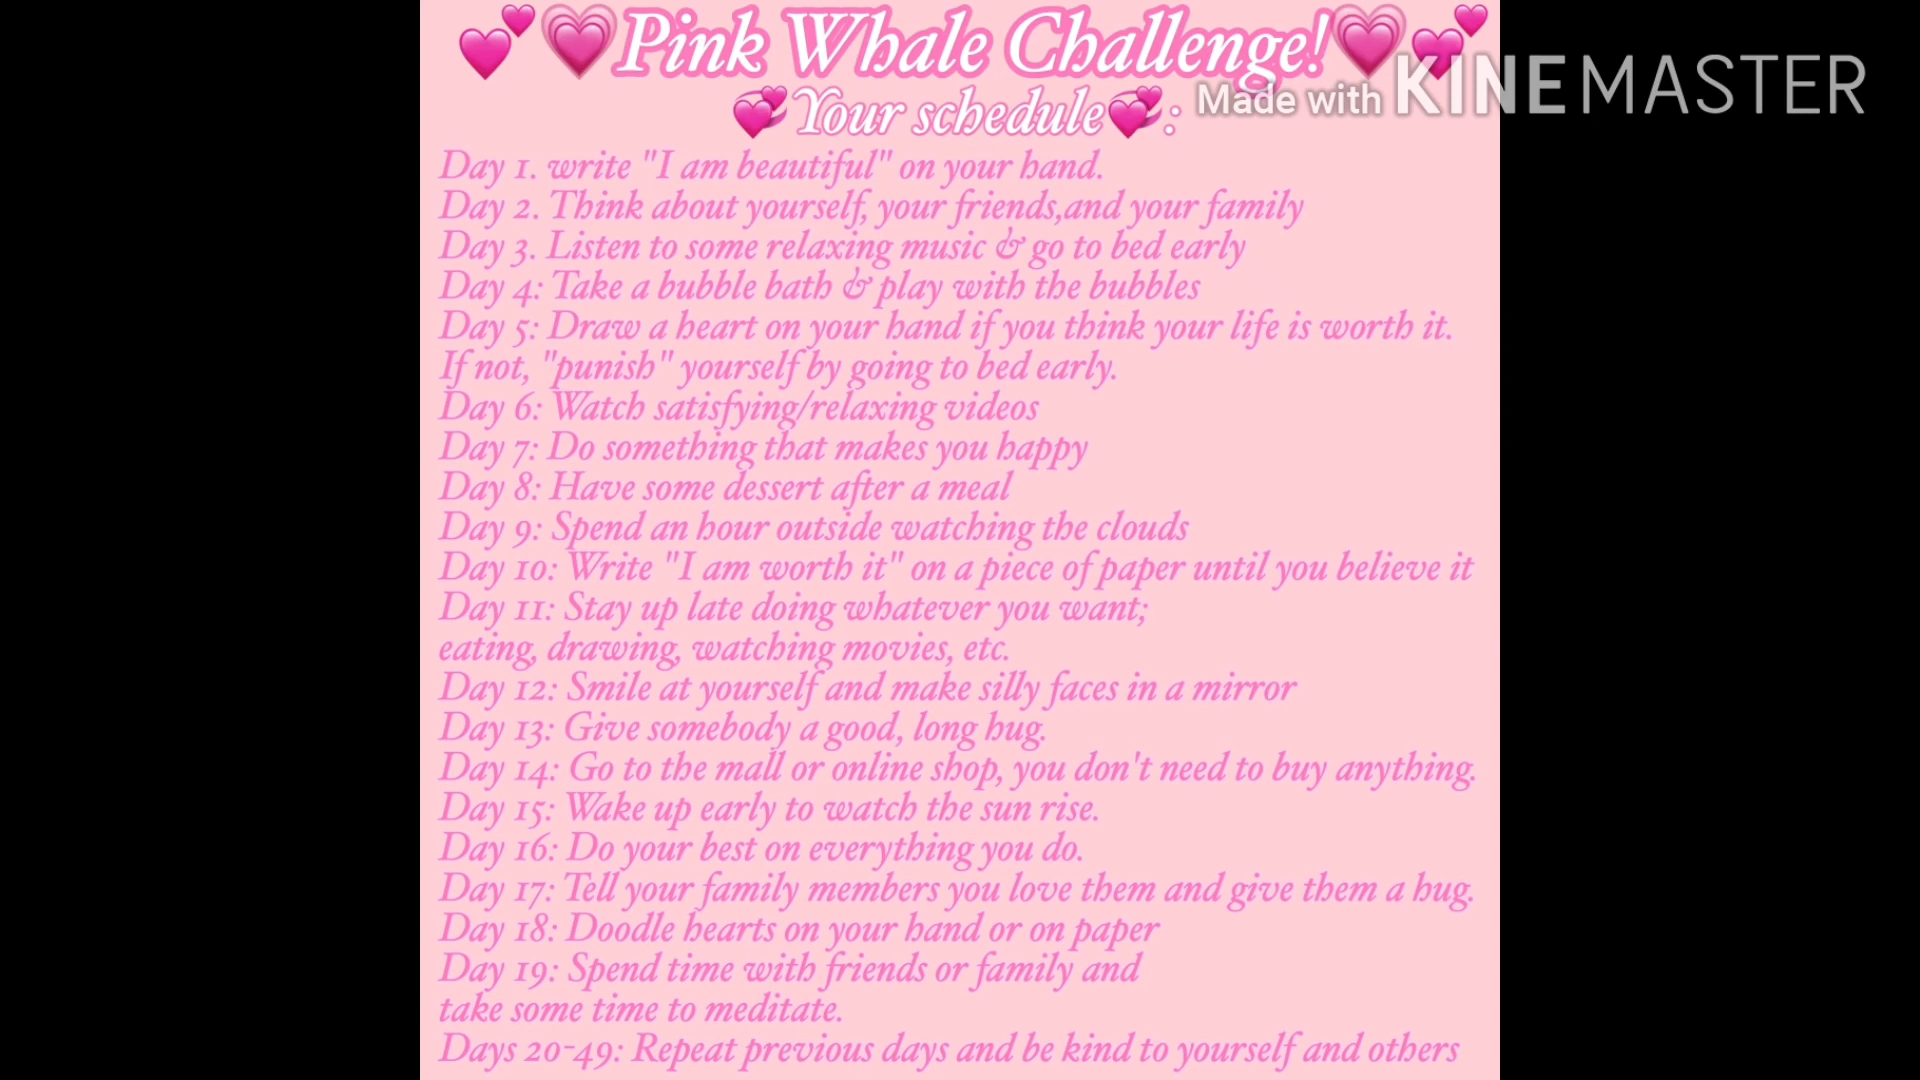 💕💗Pink Whale Challenge!💗💕
💞Your schedule💞:
Made with KINEMASTER
Day 1. write "I am beautiful" on your hand.
Day 2. Think about yourself, your friends,and your family
Day 3. Listen to some relaxing music & go to bed early
Day 4: Take a bubble bath & play with the bubbles
Day 5: Draw a heart on your hand if you think your life is worth it.
If not, "punish" yourself by going to bed early.
Day 6: Watch satisfying/relaxing videos
Day 7: Do something that makes you happy
Day 8: Have some dessert after a meal
Day 9: Spend an hour outside watching the clouds
Day 10: Write "I am worth it" on a piece of paper until you believe it
Day 11: Stay up late doing whatever you want;
eating, drawing, watching movies, etc.
Day 12: Smile at yourself and make silly faces in a mirror
Day 13: Give somebody a good, long hug.
Day 14: Go to the mall or online shop, you don't need to buy anything.
Day 15: Wake up early to watch the sun rise.
Day 16: Do your best on everything you do.
Day 17: Tell your family members you love them and give them a hug.
Day 18: Doodle hearts on your hand or on paper
Day 19: Spend time with friends or family and
take some time to meditate.
Days 20-49: Repeat previous days and be kind to yourself and others